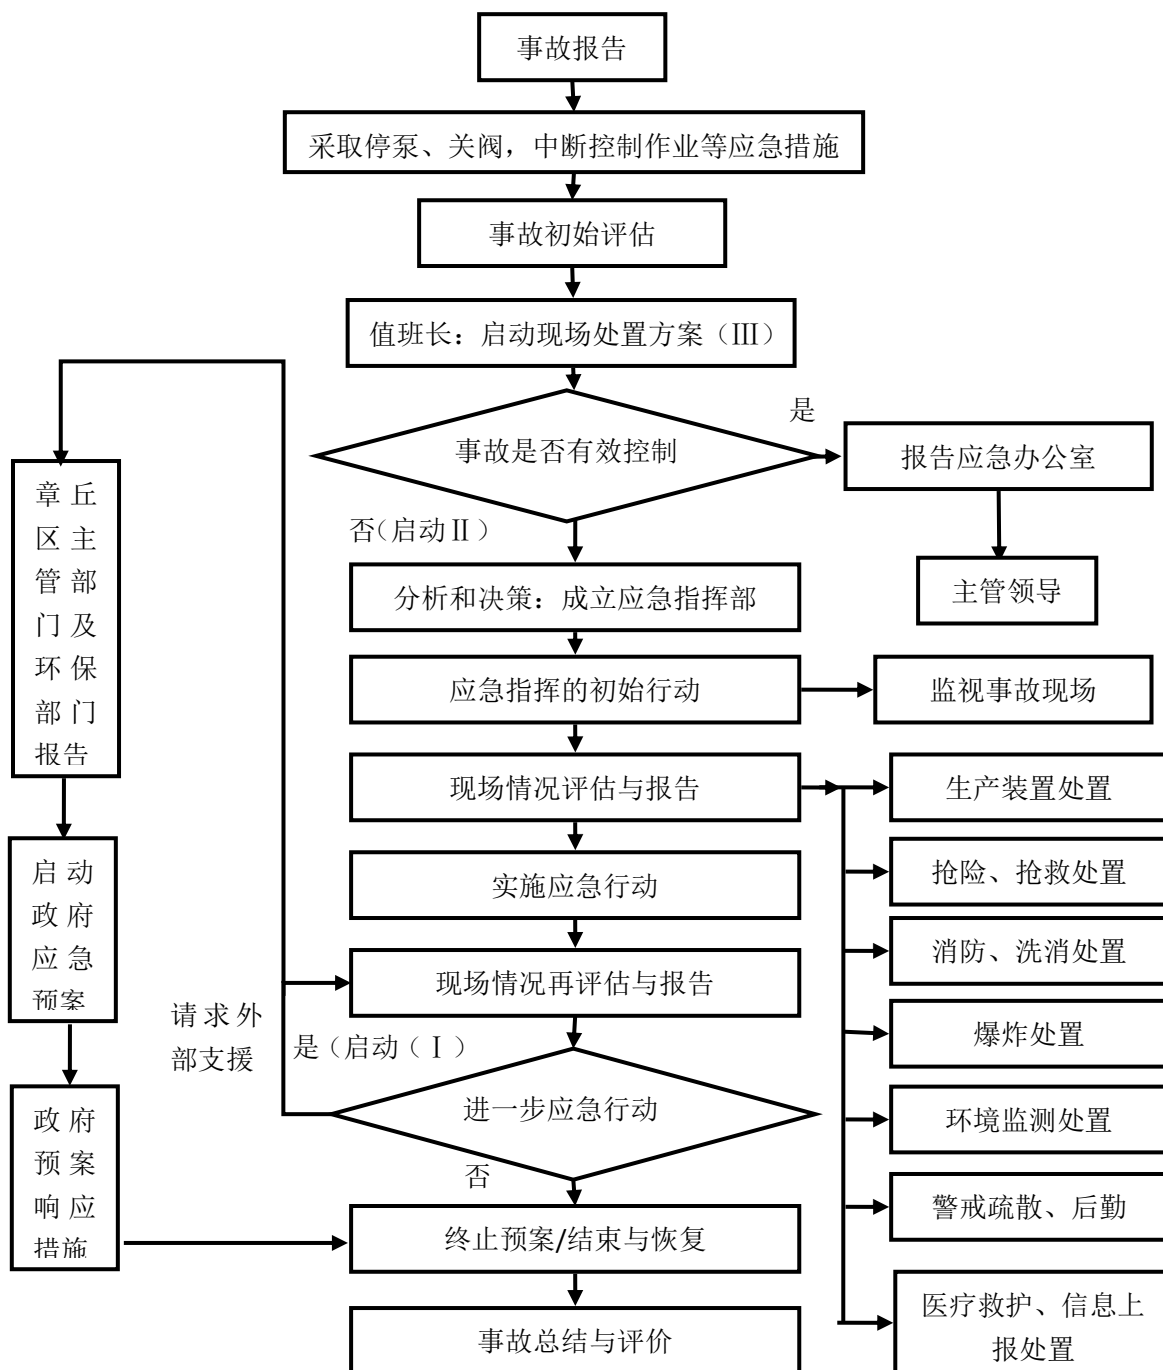 事故报告
采取停泵、关阀，中断控制作业等应急措施
事故初始评估
值班长：启动现场处置方案（Ⅲ）
事故是否有效控制
是
报告应急办公室
主管领导
否（启动Ⅱ）
分析和决策：成立应急指挥部
应急指挥的初始行动
监视事故现场
现场情况评估与报告
生产装置处置
抢险、抢救处置
消防、洗消处置
爆炸处置
环境监测处置
警戒疏散、后勤
医疗救护、信息上
报处置
实施应急行动
现场情况再评估与报告
是（启动（Ⅰ）
进一步应急行动
请求外
部支援
章丘
区主
管部
门及
环保
部门
报告
启动
政府
应急
预案
政府
预案
响应
措施
否
终止预案/结束与恢复
事故总结与评价